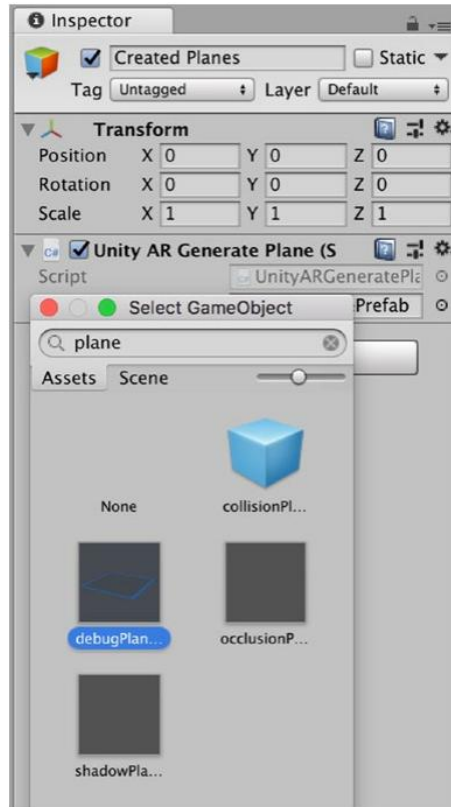 Inspector
Created Planes Static
Tag Untagged Layer Default
Transform
Position X 0 Y 0 Z 0
Rotation X 0 Y 0 Z 0
Scale X 1 Y 1 Z 1
C# Unity AR Generate Plane (S
Script UnityARGeneratePla
Select GameObject
Prefab
plane
Assets Scene
None collisionPl...
debugPlan... occlusionP...
shadowPla...